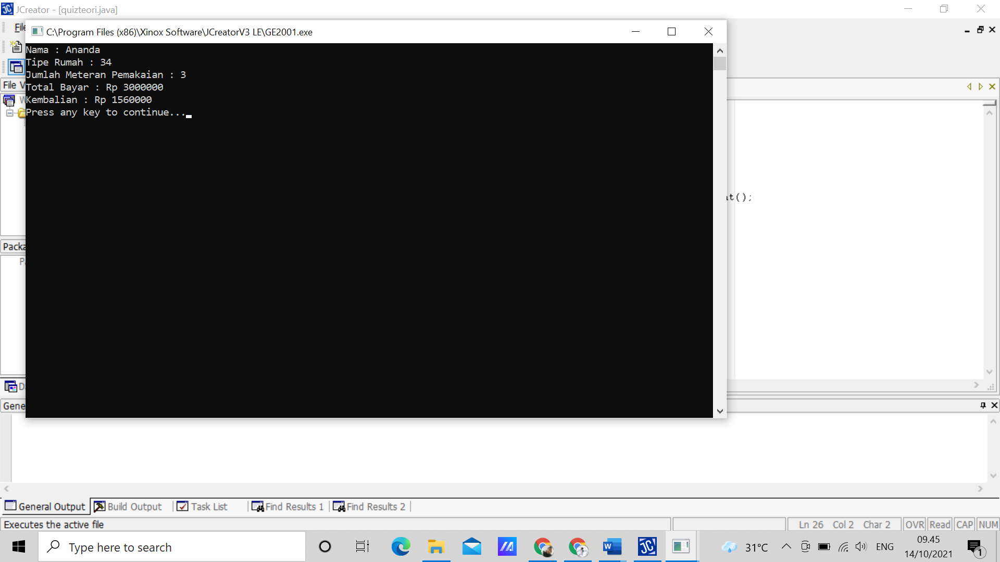 JCreator - [quizteori.java]
C:\Program Files (x86)\Xinox Software\JCreatorV3 LE\GE2001.exe
Nama : Ananda
Tipe Rumah : 34
Jumlah Meteran Pemakaian : 3
Total Bayar : Rp 3000000
Kembalian : Rp 1560000
Press any key to continue...
File V
t();
General Output
Build Output
Task List
Find Results 1
Find Results 2
Executes the active file
Ln 26 Col 2 Char 2
OVR Read CAP NUM
Type here to search
31°C
ENG
09.45
14/10/2021
1